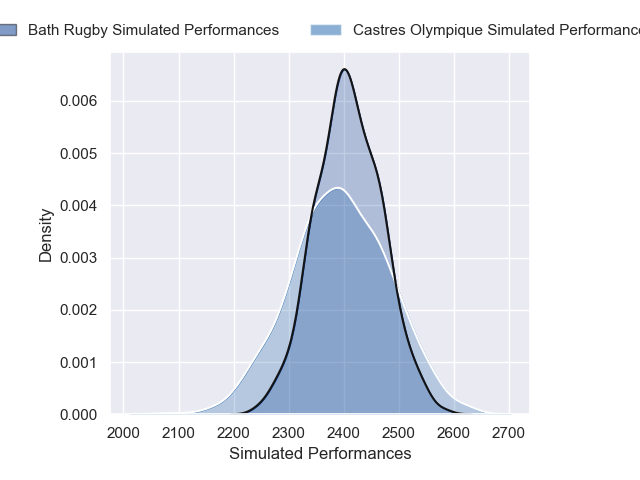 Bath Rugby Simulated Performances
Castres Olympique Simulated Performanc
0.006
0.005
0.004
0.003
0.002
0.001
0.000
Density
2000 2100 2200 2300 2400 2500 2600 2700
Simulated Performances